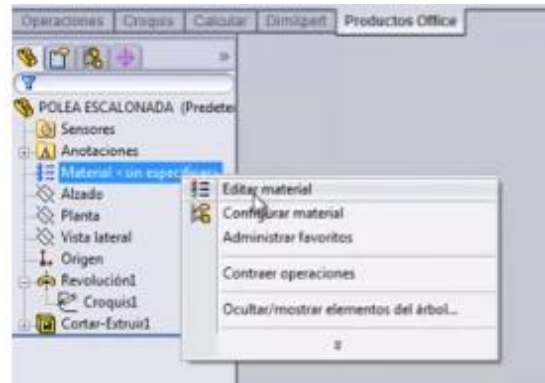 Operaciones Croquis Calcular DimXpert Productos Office
POLEA ESCALONADA (Predete
Sensores
Anotaciones
Material <sin especificar>
Alzado
Planta
Vista lateral
Origen
Revolución1
Croquis1
Cortar-Extruir1
Editar material
Configurar material
Administrar favoritos
Contraer operaciones
Ocultar/mostrar elementos del árbol...